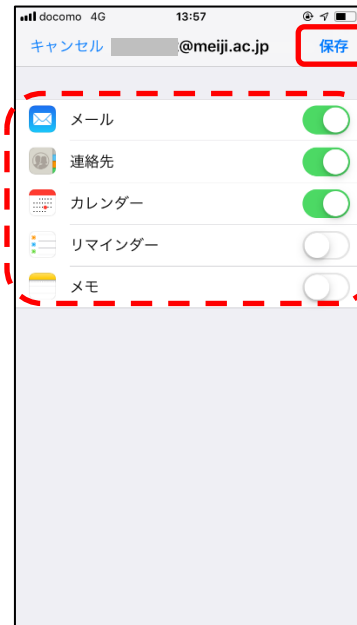 docomo 4G 13:57
キャンセル @meiji.ac.jp 保存
メール
連絡先
カレンダー
リマインダー
メモ